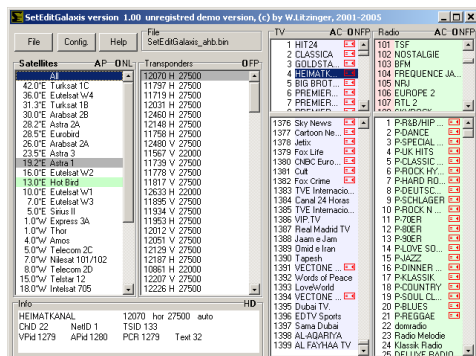 SetEditGalaxis version 1.00 unregistred demo version, (c) by W.Litzinger, 2001-2005
File
Config.
Help
File
SetEditGalaxis_ahb.bin
Satellites AP ONL
All
42.0°E Turksat 1C
36.0°E Eutelsat W4
31.3°E Turksat 1B
30.0°E Arabsat 2B
28.2°E Astra 2A
28.5°E Eurobird
26.0°E Arabsat 2A
23.5°E Astra 3
19.2°E Astra 1
16.0°E Eutelsat W2
13.0°E Hot Bird
10.0°E Eutelsat W1
7.0°E Eutelsat W3
5.0°E Sirius II
1.0°W Express 3A
1.0°W Thor
4.0°W Amos
5.0°W Telecom 2C
7.0°W Nilesat 101/102
8.0°W Telecom 2D
15.0°W Telstar 12
18.0°W Intelsat 705
Transponders OFP
12070 H 27500
11797 H 27500
11719 H 27500
12031 H 27500
12460 H 27500
12148 H 27500
11758 H 27500
12480 V 27500
11567 V 22000
11739 V 27500
11778 V 27500
11817 V 27500
12633 H 22000
11895 V 27500
11934 V 27500
11953 H 27500
12012 V 27500
12051 V 27500
12129 V 27500
12187 H 27500
10861 H 22000
12207 V 27500
12226 H 27500
Info HD
HEIMATKANAL 12070 hor 27500 auto
ChID 22 NetID 1 TSID 133
VPid 1279 APid 1280 PCR 1279 Text 32
TV AC ONFP
1 HIT24
2 CLASSICA
3 GOLDSTA...
4 HEIMATK...
5 BIG BROT...
6 PREMIER...
7 PREMIER...
1376 Sky News
1377 Cartoon Ne...
1378 Jetix
1379 Fox Life
1380 CNBC Euro...
1381 Cult
1382 Fox Crime
1383 TVE Internacio...
1384 Canal 24 Horas
1385 TVE Internacio...
1386 VIP.TV
1387 Real Madrid TV
1388 Jaam e Jam
1389 Omid e Iran
1390 Tapesh
1391 VECTONE ...
1392 Words of Peace
1393 LoveWorld
1394 VECTONE ...
1395 Dubai TV.
1396 EDTV Sports
1397 Sama Dubai
1398 AL-AQARIYA
1399 AL FAYHAA TV
Radio AC ONFP
101 TSF
102 NOSTALGIE
103 BFM
104 FREQUENCE JA...
105 NRJ
106 EUROPE 2
107 RTL 2
1 P-R&B/HIP ...
2 P-DANCE
3 P-SPECIAL ...
4 P-UK HITS
5 P-CLASSIC ...
6 P-ROCK HY...
7 P-HARD RO...
8 P-DEUTSC...
9 P-SCHLAGER
10 P-ROCK N ...
11 P-70ER
12 P-80ER
13 P-90ER
14 P-LOVE SO...
15 P-JAZZ
16 P-DINNER ...
17 P-KLASSIK
18 P-COUNTRY
19 P-SOUL CL...
20 P-BLUES
21 P-REGGAE
22 domradio
23 Radio Melodie
24 Klassik Radio
25 DELUXE RADIO